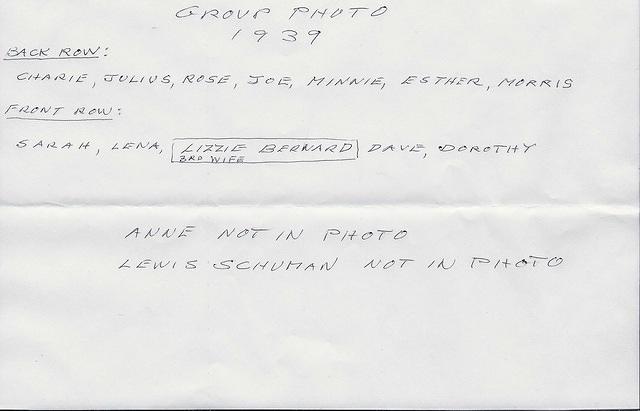 GROUP PHOTO
1939
BACK ROW:
CHARIE, JULIUS, ROSE, JOE, MINNIE, ESTHER, MORRIS
FRONT ROW:
SARAH, LENA, LIZZIE BERNARD DAVE, DOROTHY
3RD WIFE
ANNE NOT IN PHOTO
LEWIS SCHUMAN NOT IN PHOTO